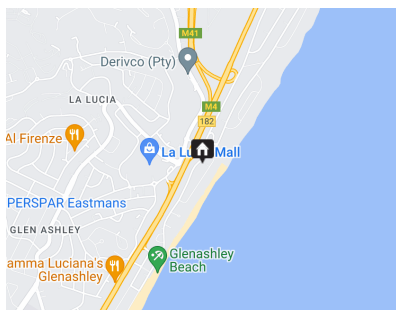 M41
Derivco (Pty)
LA LUCIA
M4
182
Al Firenze
La Lu Mall
PERSPAR Eastmans
GLEN ASHLEY
Glenashley
Beach
amma Luciana's
Glenashley